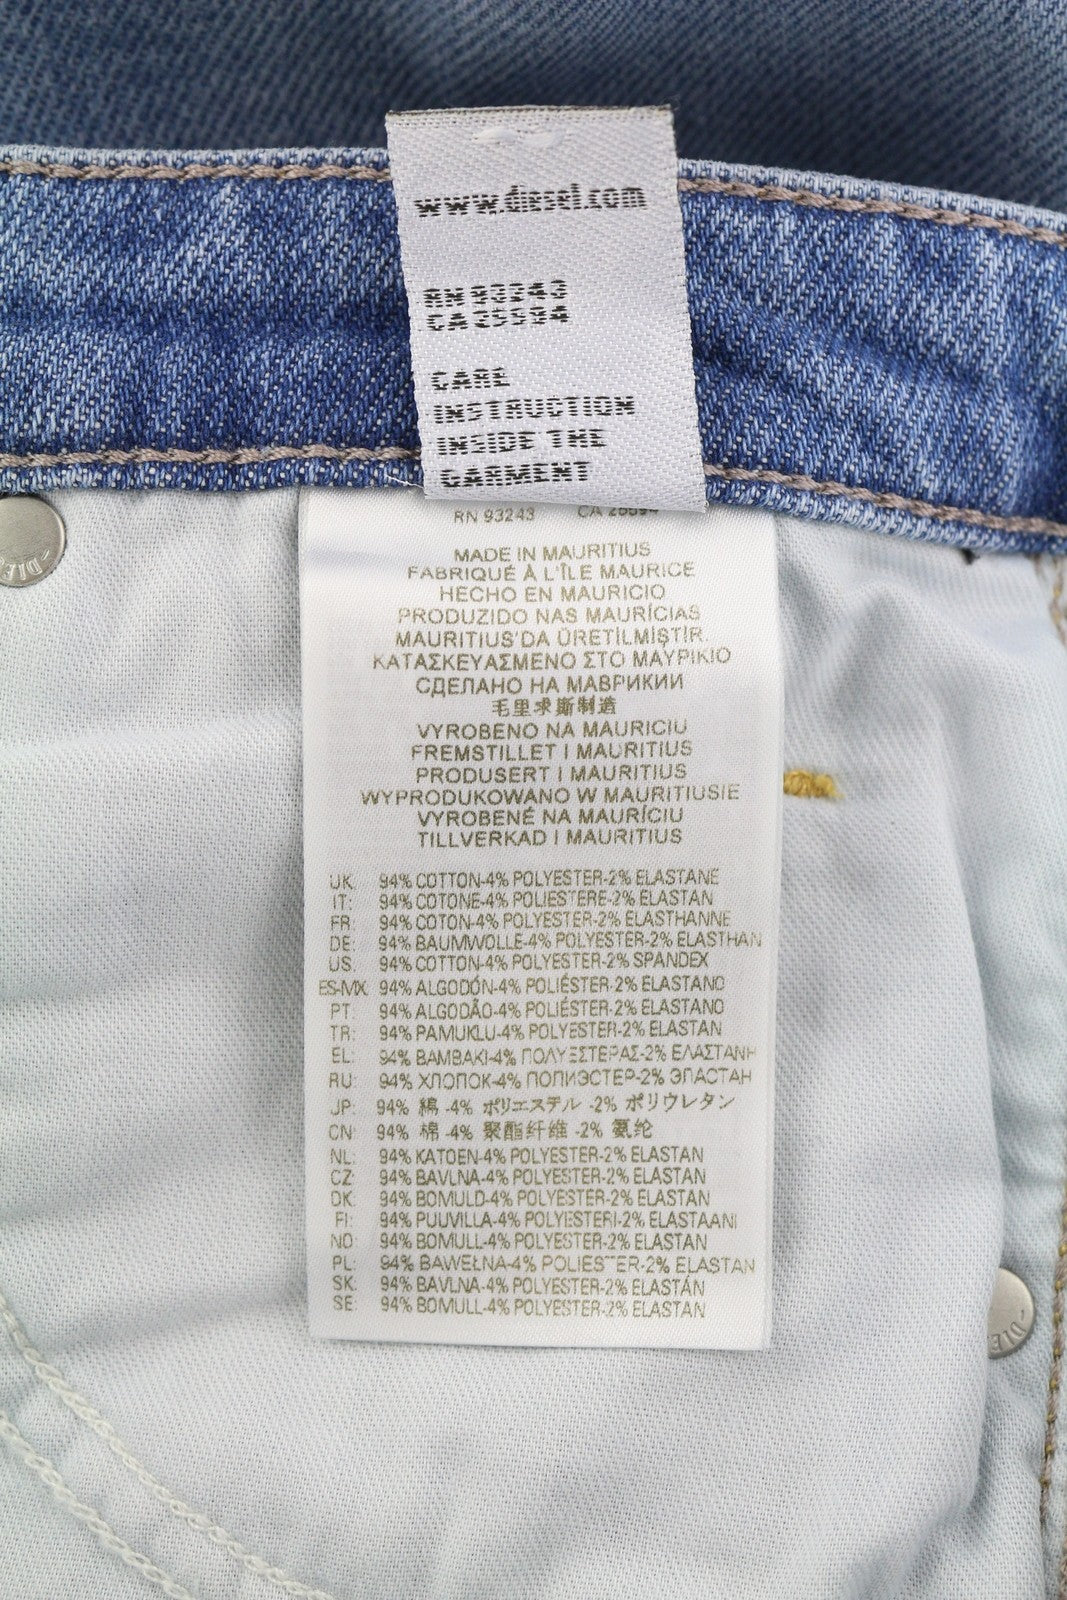 www.diesel.com
RN 93243
CA 25594
CARE
INSTRUCTION
INSIDE THE
GARMENT
RN 93243 CA 25594
MADE IN MAURITIUS
FABRIQUÉ À L'ÎLE MAURICE
HECHO EN MAURICIO
PRODUZIDO NAS MAURÍCIAS
MAURITIUS'DA ÜRETİLMİŞTİR.
ΚΑΤΑΣΚΕΥΑΣΜΕΝΟ ΣΤΟ ΜΑΥΡΙΚΙΟ
СДЕЛАНО НА МАВРИКИИ
毛里求斯制造
VYROBENO NA MAURICIU
FREMSTILLET I MAURITIUS
PRODUSERT I MAURITIUS
WYPRODUKOWANO W MAURITIUSIE
VYROBENÉ NA MAURÍCIU
TILLVERKAD I MAURITIUS
UK: 94% COTTON-4% POLYESTER-2% ELASTANE
IT: 94% COTONE-4% POLIESTERE-2% ELASTAN
FR: 94% COTON-4% POLYESTER-2% ELASTHANNE
DE: 94% BAUMWOLLE-4% POLYESTER-2% ELASTHAN
US: 94% COTTON-4% POLYESTER-2% SPANDEX
ES-MX: 94% ALGODÓN-4% POLIÉSTER-2% ELASTANO
PT: 94% ALGODÃO-4% POLIÉSTER-2% ELASTANO
TR: 94% PAMUKLU-4% POLYESTER-2% ELASTAN
EL: 94% ΒΑΜΒΑΚΙ-4% ΠΟΛΥΕΣΤΕΡΑΣ-2% ΕΛΑΣΤΑΝΗ
RU: 94% ХЛОПОК-4% ПОЛИЭСТЕР-2% ЭЛАСТАН
JP: 94% 綿 -4% ポリエステル -2% ポリウレタン
CN: 94% 棉 -4% 聚酯纤维 -2% 氨纶
NL: 94% KATOEN-4% POLYESTER-2% ELASTAN
CZ: 94% BAVLNA-4% POLYESTER-2% ELASTAN
DK: 94% BOMULD-4% POLYESTER-2% ELASTAN
FI: 94% PUUVILLA-4% POLYESTERI-2% ELASTAANI
NO: 94% BOMULL-4% POLYESTER-2% ELASTAN
PL: 94% BAWEŁNA-4% POLIESTER-2% ELASTAN
SK: 94% BAVLNA-4% POLYESTER-2% ELASTÁN
SE: 94% BOMULL-4% POLYESTER-2% ELASTAN